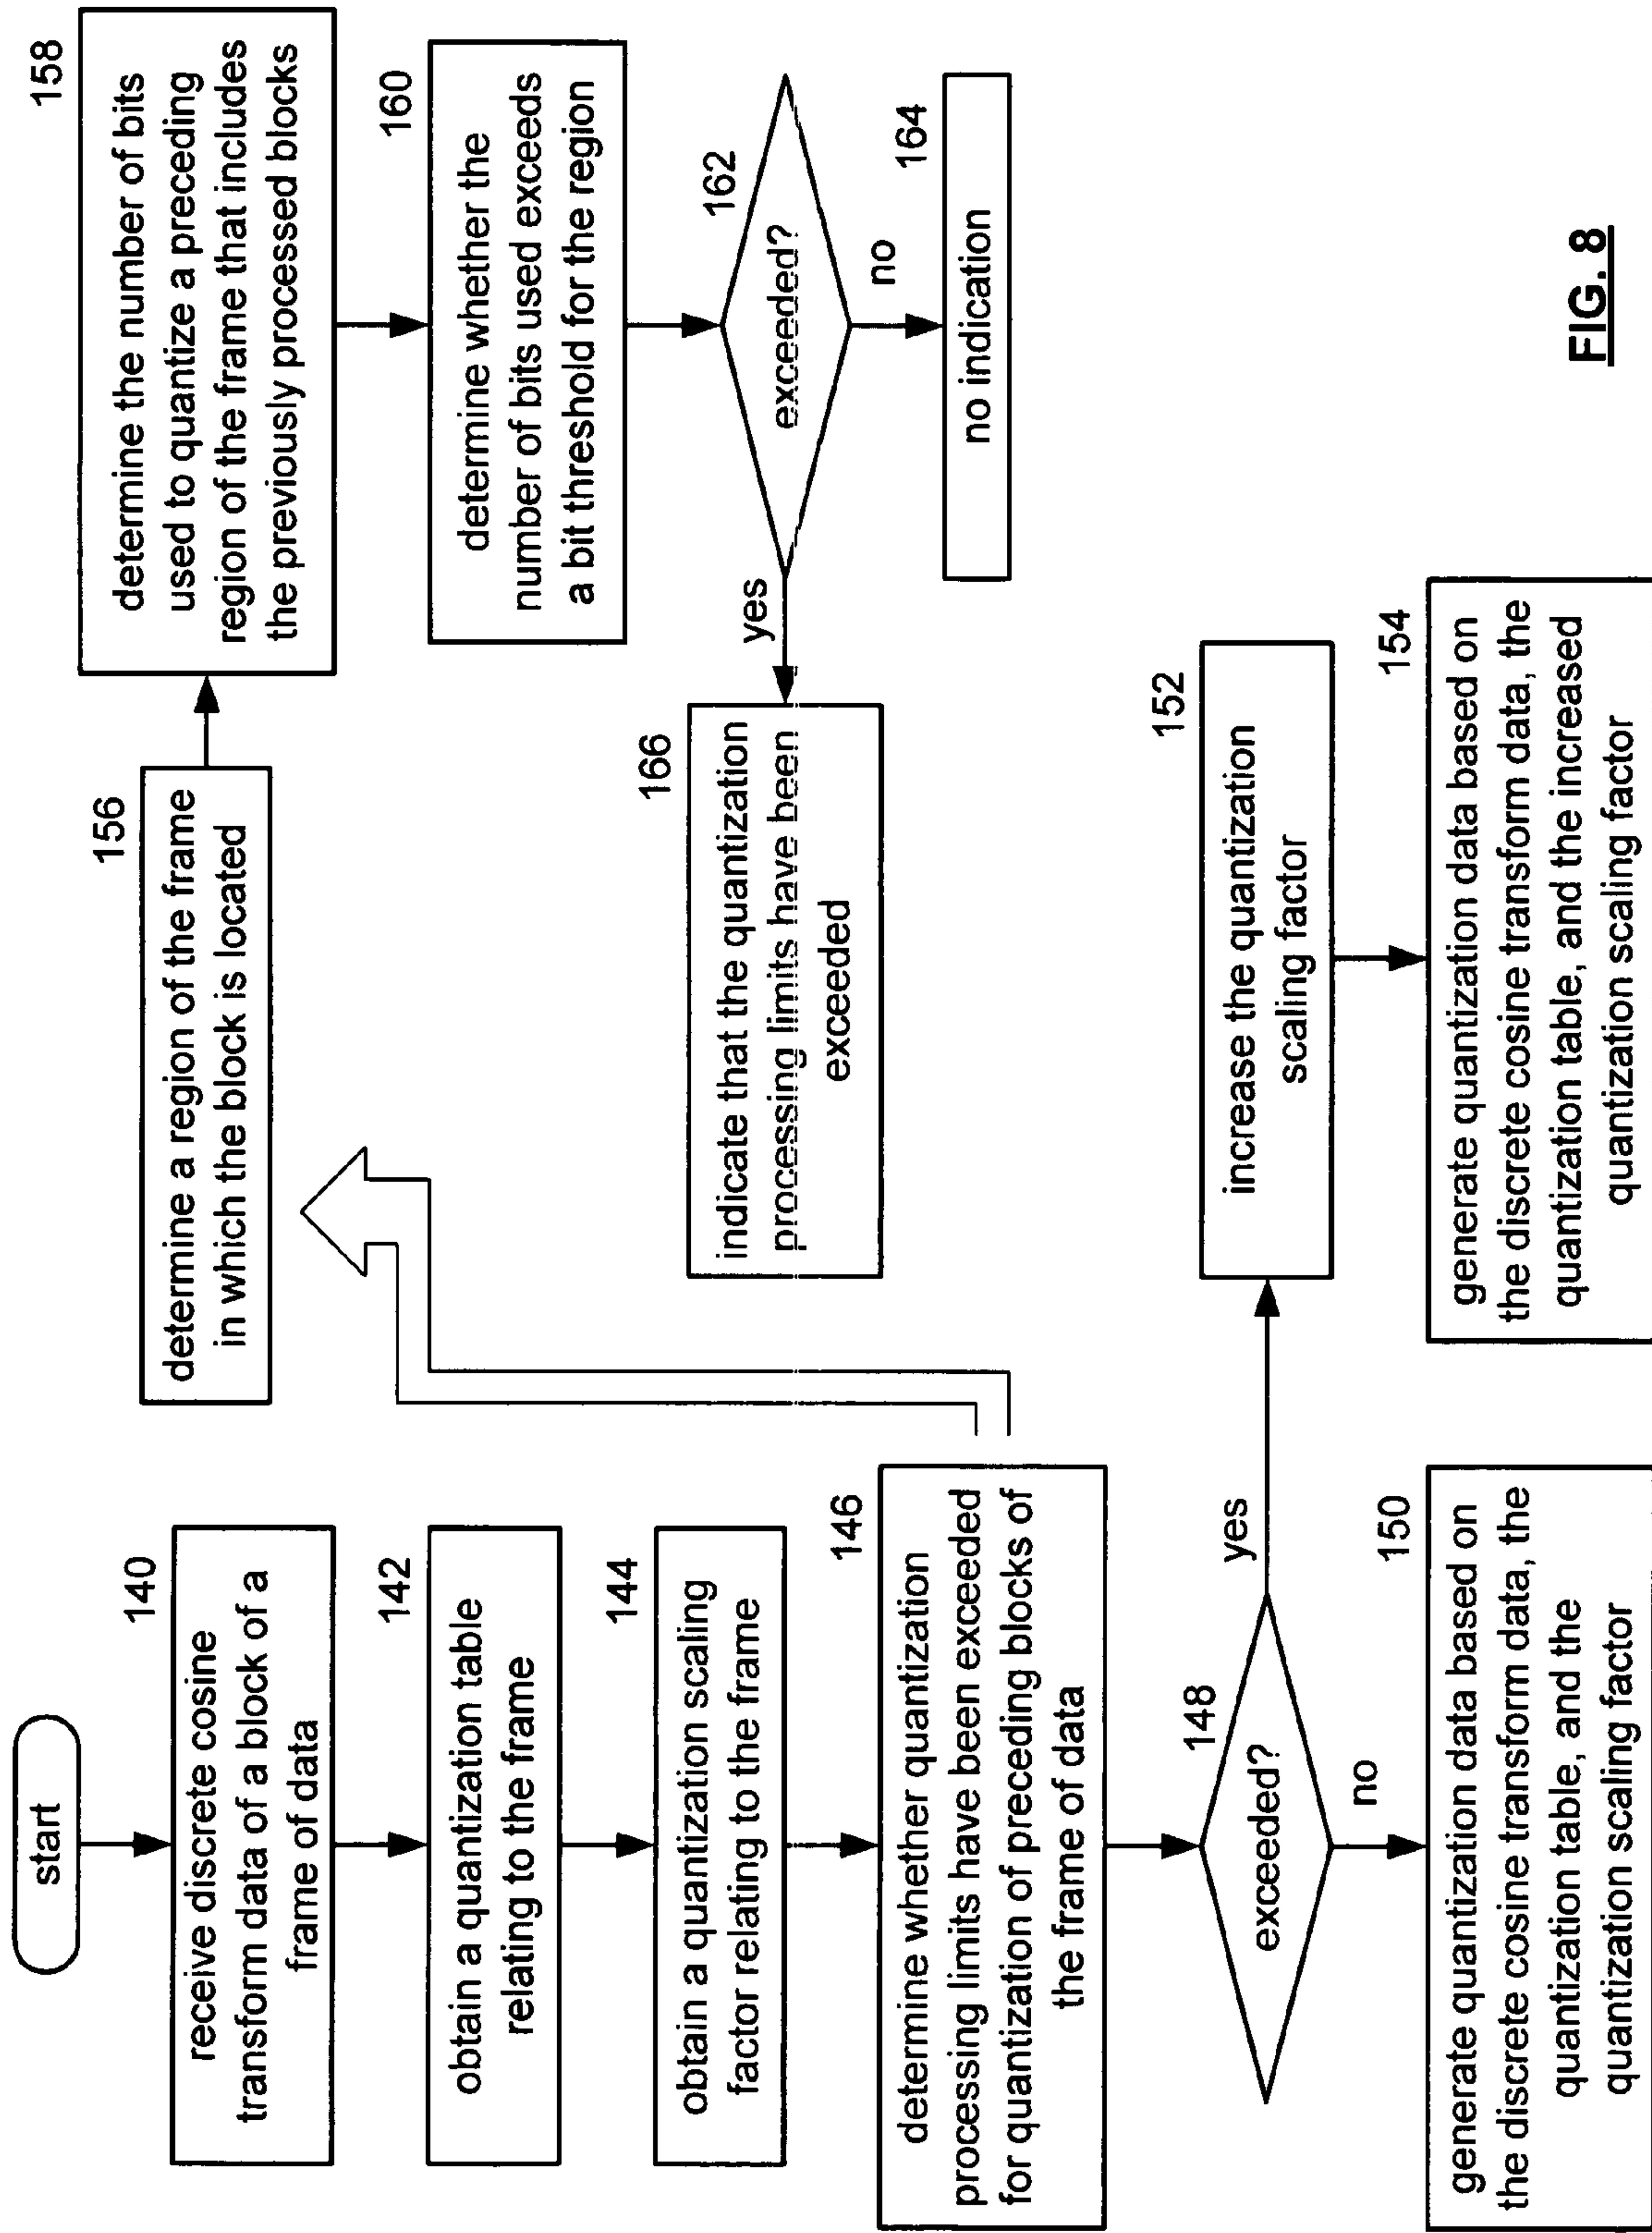 start
140
receive discrete cosine
transform data of a block of a
frame of data
142
obtain a quantization table
relating to the frame
144
obtain a quantization scaling
factor relating to the frame
146
determine whether quantization
processing limits have been exceeded
for quantization of preceding blocks of
the frame of data
148
exceeded?
yes
no
150
generate quantization data based on
the discrete cosine transform data, the
quantization table, and the
quantization scaling factor
152
increase the quantization
scaling factor
154
generate quantization data based on
the discrete cosine transform data, the
quantization table, and the increased
quantization scaling factor
156
determine a region of the frame
in which the block is located
158
determine the number of bits
used to quantize a preceding
region of the frame that includes
the previously processed blocks
160
determine whether the
number of bits used exceeds
a bit threshold for the region
162
exceeded?
yes
no
164
no indication
166
indicate that the quantization
processing limits have been
exceeded
FIG. 8